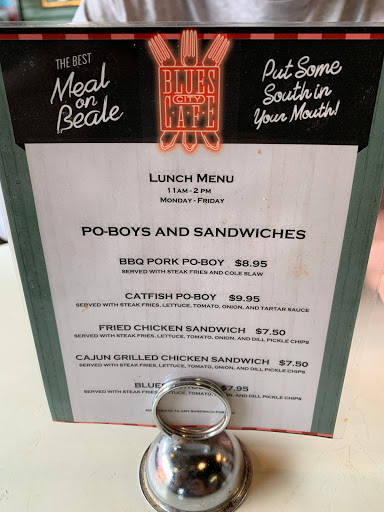 THE BEST
Meal
on
Beale
BLUES
CITY
CAFE
Put Some
South in
Your Mouth!
LUNCH MENU
11AM - 2 PM
MONDAY - FRIDAY
PO-BOYS AND SANDWICHES
BBQ PORK PO-BOY $8.95
SERVED WITH STEAK FRIES AND COLE SLAW
CATFISH PO-BOY $9.95
SERVED WITH STEAK FRIES, LETTUCE, TOMATO, ONION, AND TARTAR SAUCE
FRIED CHICKEN SANDWICH $7.50
SERVED WITH STEAK FRIES, LETTUCE, TOMATO, ONION, AND DILL PICKLE CHIPS
CAJUN GRILLED CHICKEN SANDWICH $7.50
SERVED WITH STEAK FRIES, LETTUCE, TOMATO, ONION, AND DILL PICKLE CHIPS
BLUES $7.95
SERVED WITH STEAK FRIES, LETTUCE, TOMATO, ONION, AND DILL PICKLE CHIPS
TO ANY SANDWICH FOR